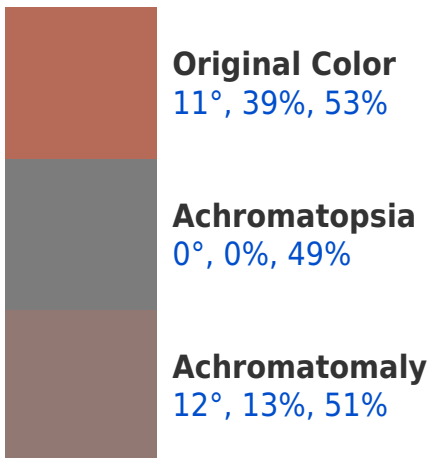 Original Color
11°, 39%, 53%
Achromatopsia
0°, 0%, 49%
Achromatomaly
12°, 13%, 51%